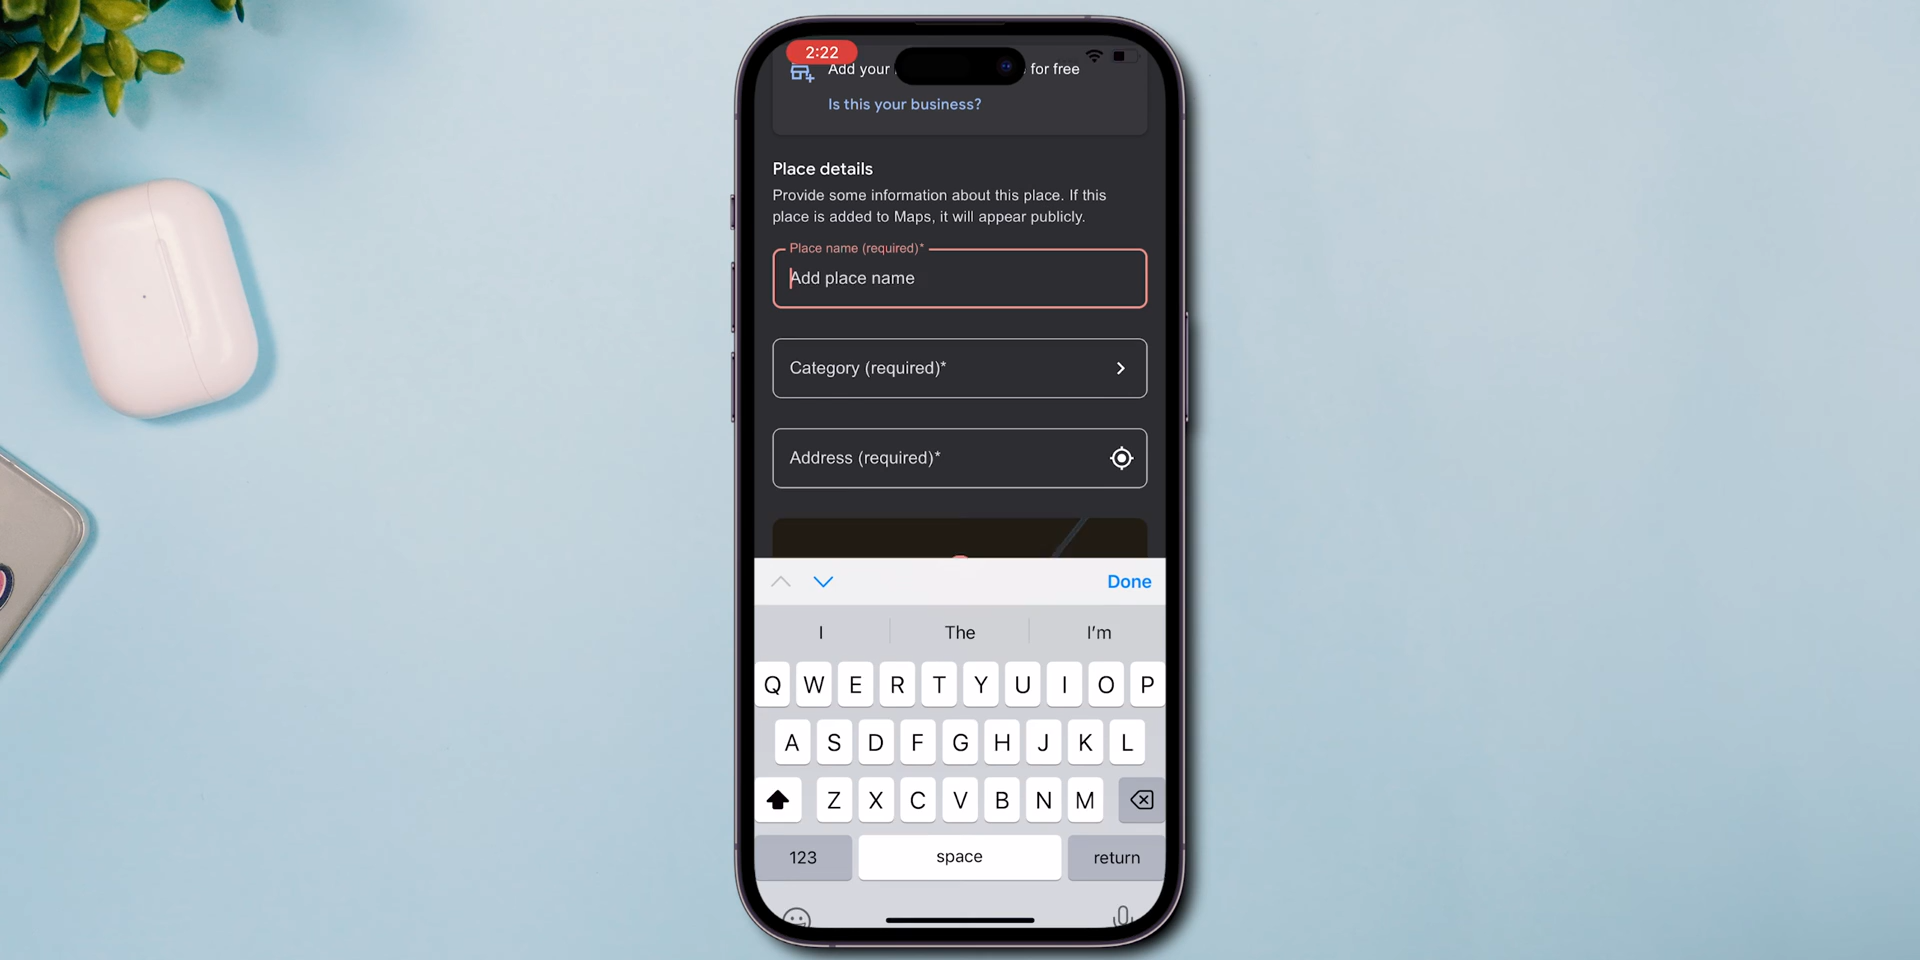 2:22
Add your for free
Is this your business?
Place details
Provide some information about this place. If this
place is added to Maps, it will appear publicly.
Place name (required)*
Add place name
Category (required)*
Address (required)*
Done
I The I'm
Q W E R T Y U I O P
A S D F G H J K L
Z X C V B N M
123 space return